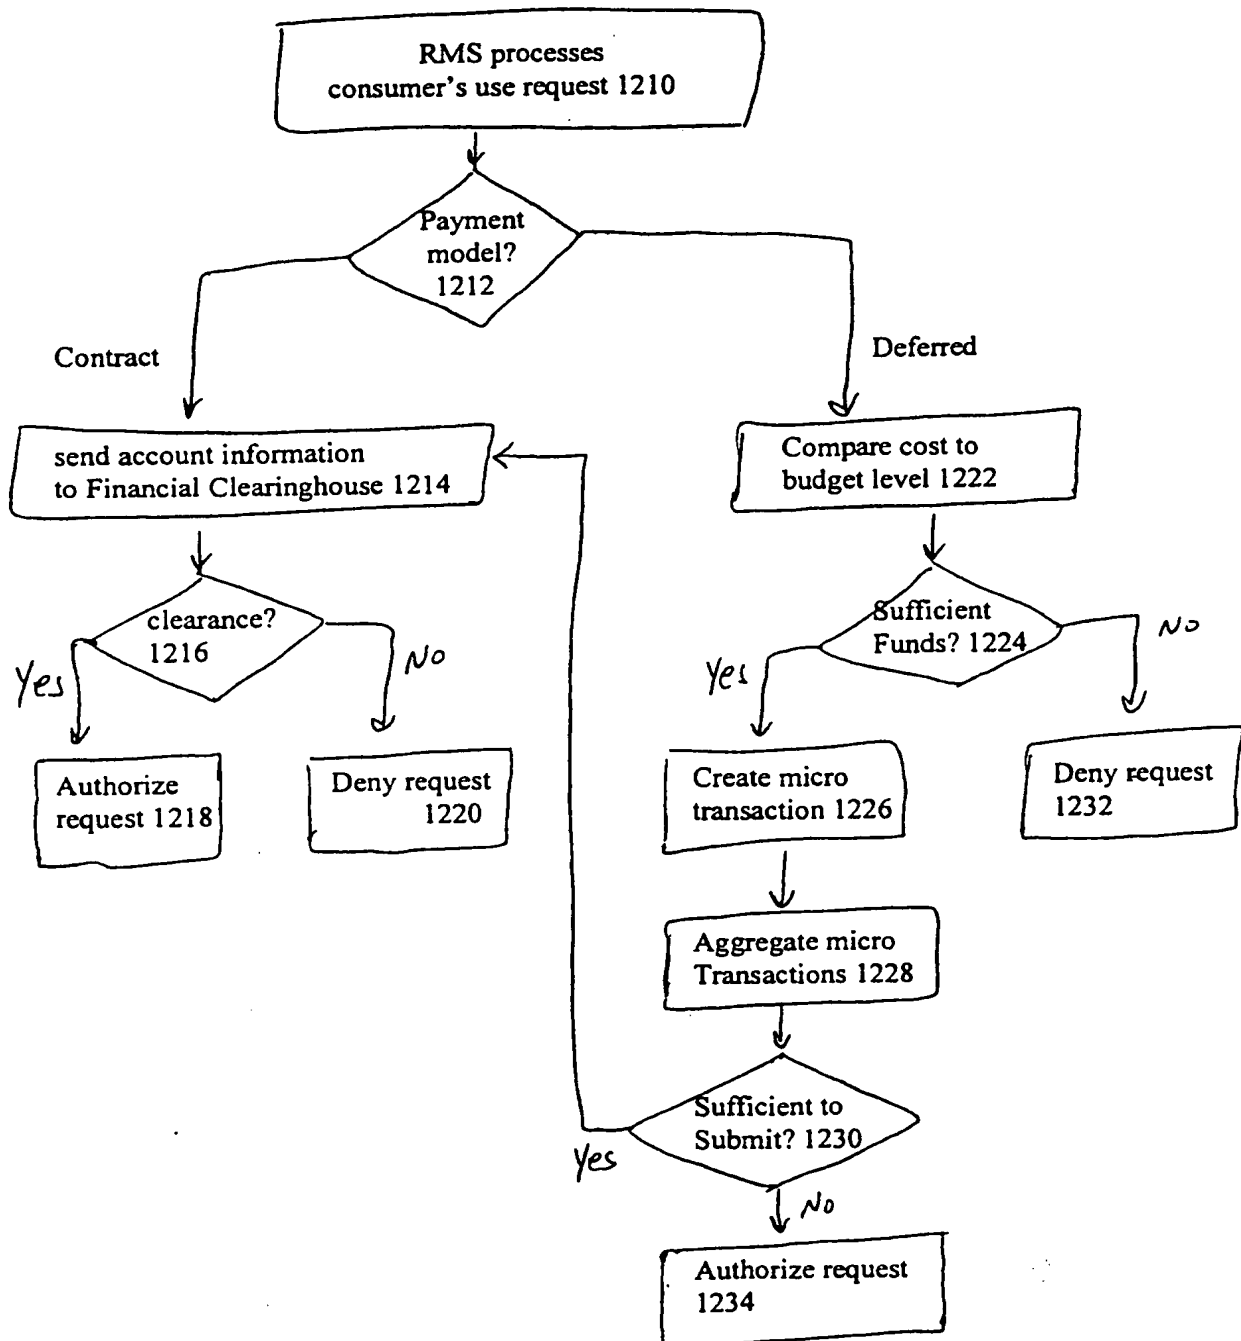 RMS processes
consumer's use request 1210
Payment
model?
1212
Contract
Deferred
send account information
to Financial Clearinghouse 1214
Compare cost to
budget level 1222
clearance?
1216
Yes
No
Sufficient
Funds? 1224
Yes
No
Authorize
request 1218
Deny request
1220
Create micro
transaction 1226
Deny request
1232
Aggregate micro
Transactions 1228
Sufficient to
Submit? 1230
Yes
No
Authorize request
1234